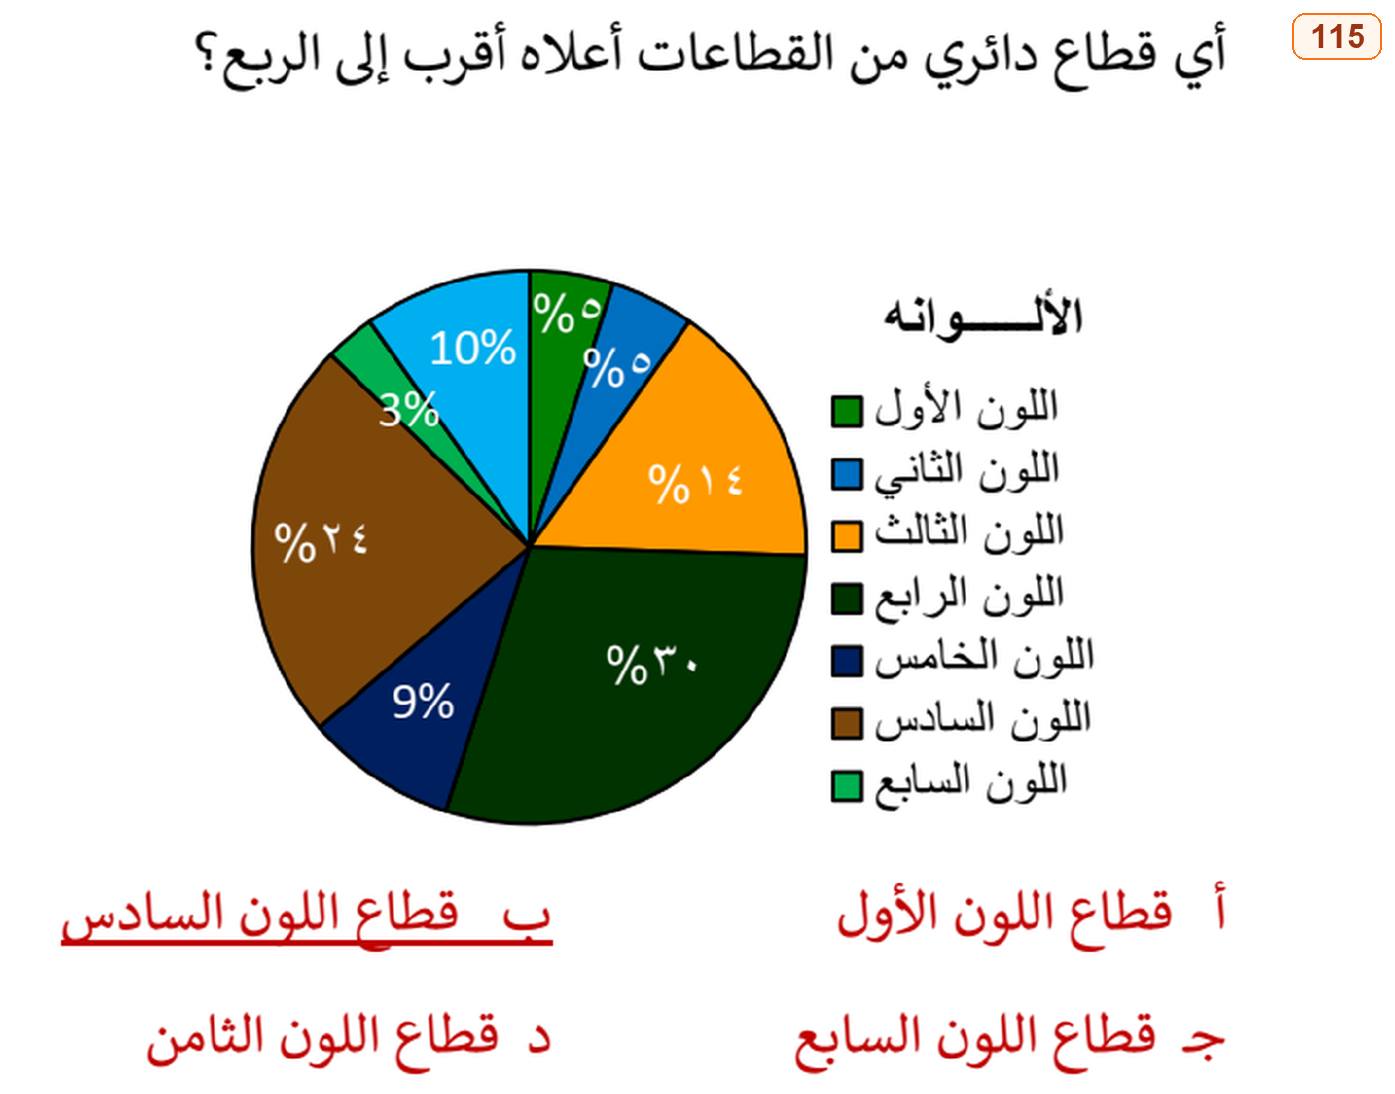 115
أي قطاع دائري من القطاعات أعلاه أقرب إلى الربع؟
الألـــــوانه
%٥
%٥
10%
3%
%١٤
%٢٤
%٣٠
9%
اللون الأول
اللون الثاني
اللون الثالث
اللون الرابع
اللون الخامس
اللون السادس
اللون السابع
أ قطاع اللون الأول
ب قطاع اللون السادس
جـ قطاع اللون السابع
د قطاع اللون الثامن